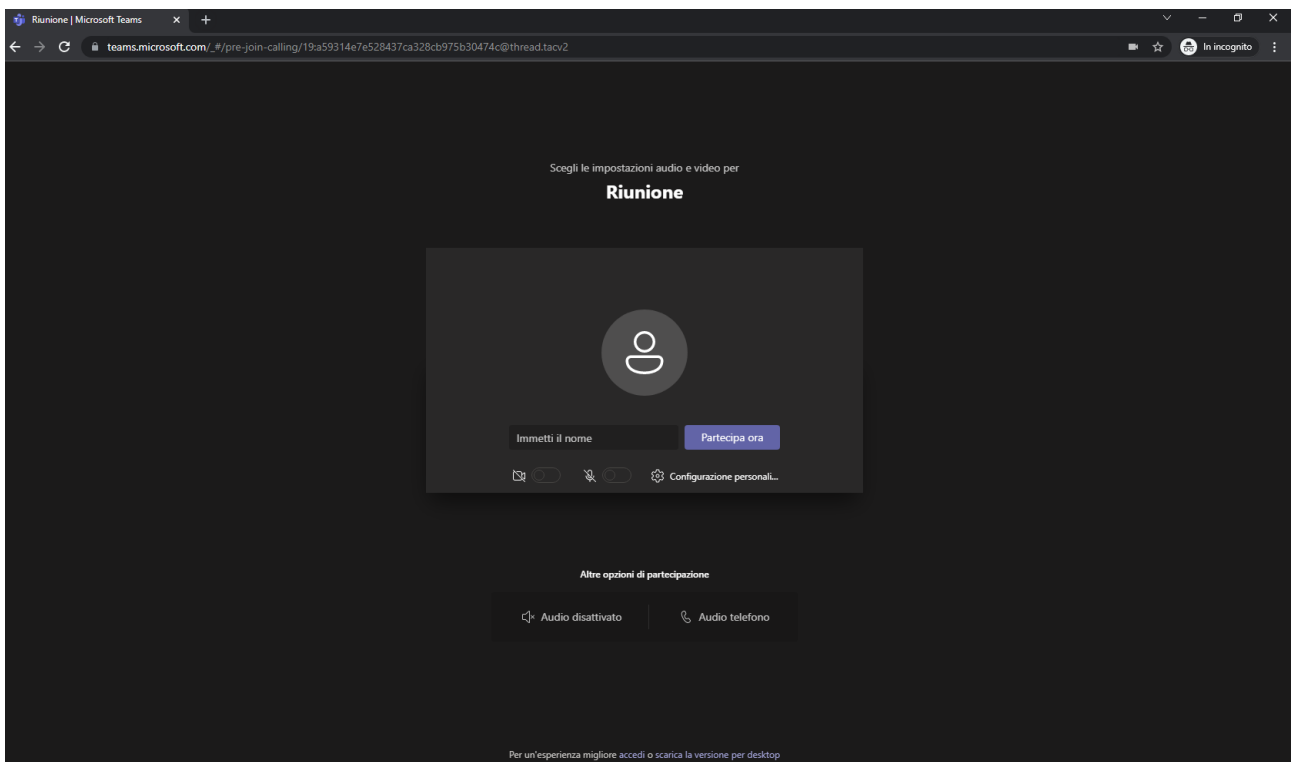 Riunione | Microsoft Teams
teams.microsoft.com/_#/pre-join-calling/19:a59314e7e528437ca328cb975b30474c@thread.tacv2
In incognito
Scegli le impostazioni audio e video per
Riunione
Immetti il nome
Partecipa ora
Configurazione personali...
Altre opzioni di partecipazione
Audio disattivato
Audio telefono
Per un'esperienza migliore accedi o scarica la versione per desktop